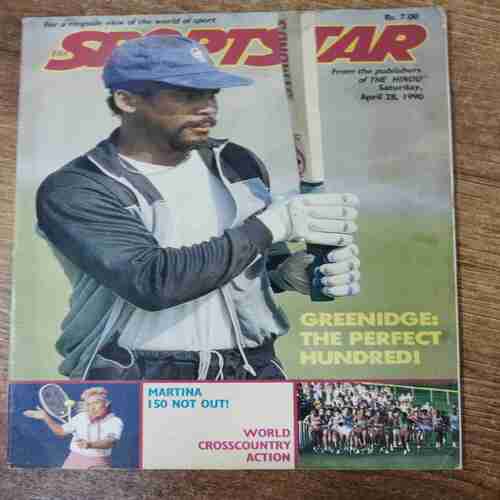 For a ringside view of the world of sport
Rs. 7.00
THE SPORTSTAR
From the publishers
of THE HINDU
Saturday,
April 28, 1990
GREENIDGE:
THE PERFECT
HUNDRED!
MARTINA
150 NOT OUT!
WORLD
CROSSCOUNTRY
ACTION